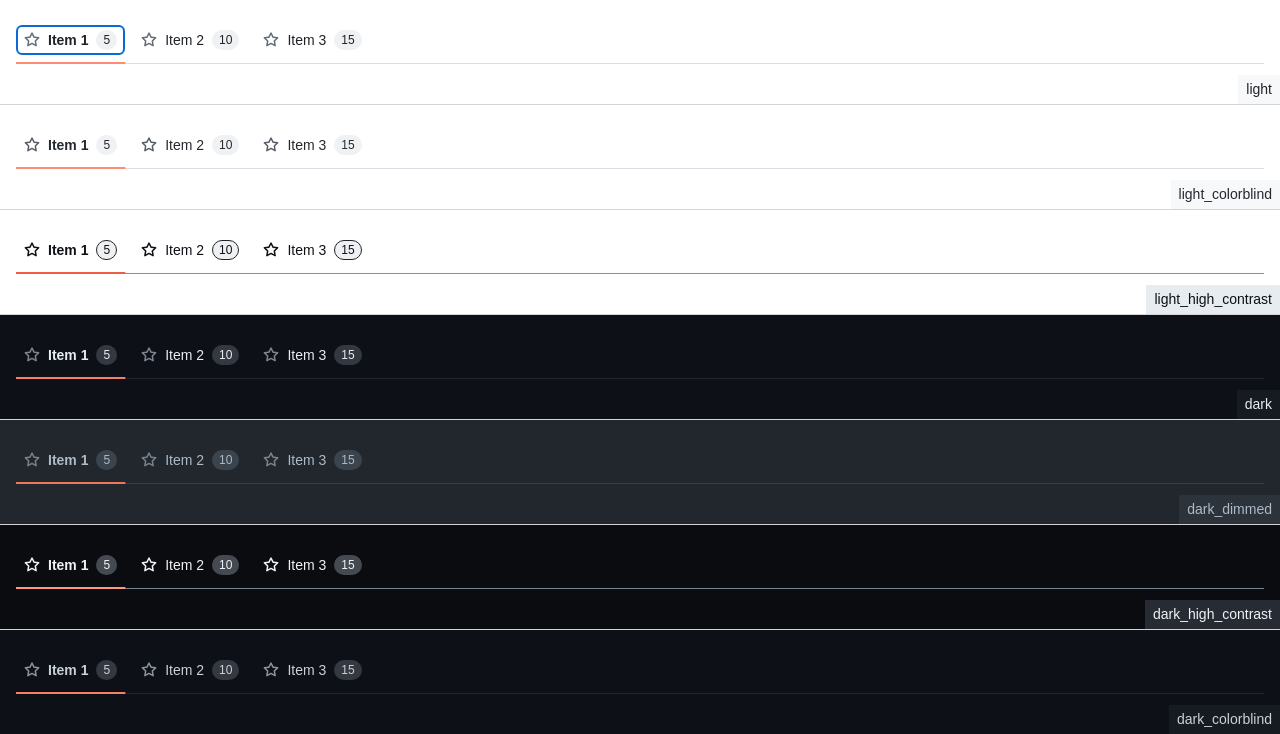 Item 1 5 Item 2 10 Item 3 15
light
Item 1 5 Item 2 10 Item 3 15
light_colorblind
Item 1 5 Item 2 10 Item 3 15
light_high_contrast
Item 1 5 Item 2 10 Item 3 15
dark
Item 1 5 Item 2 10 Item 3 15
dark_dimmed
Item 1 5 Item 2 10 Item 3 15
dark_high_contrast
Item 1 5 Item 2 10 Item 3 15
dark_colorblind